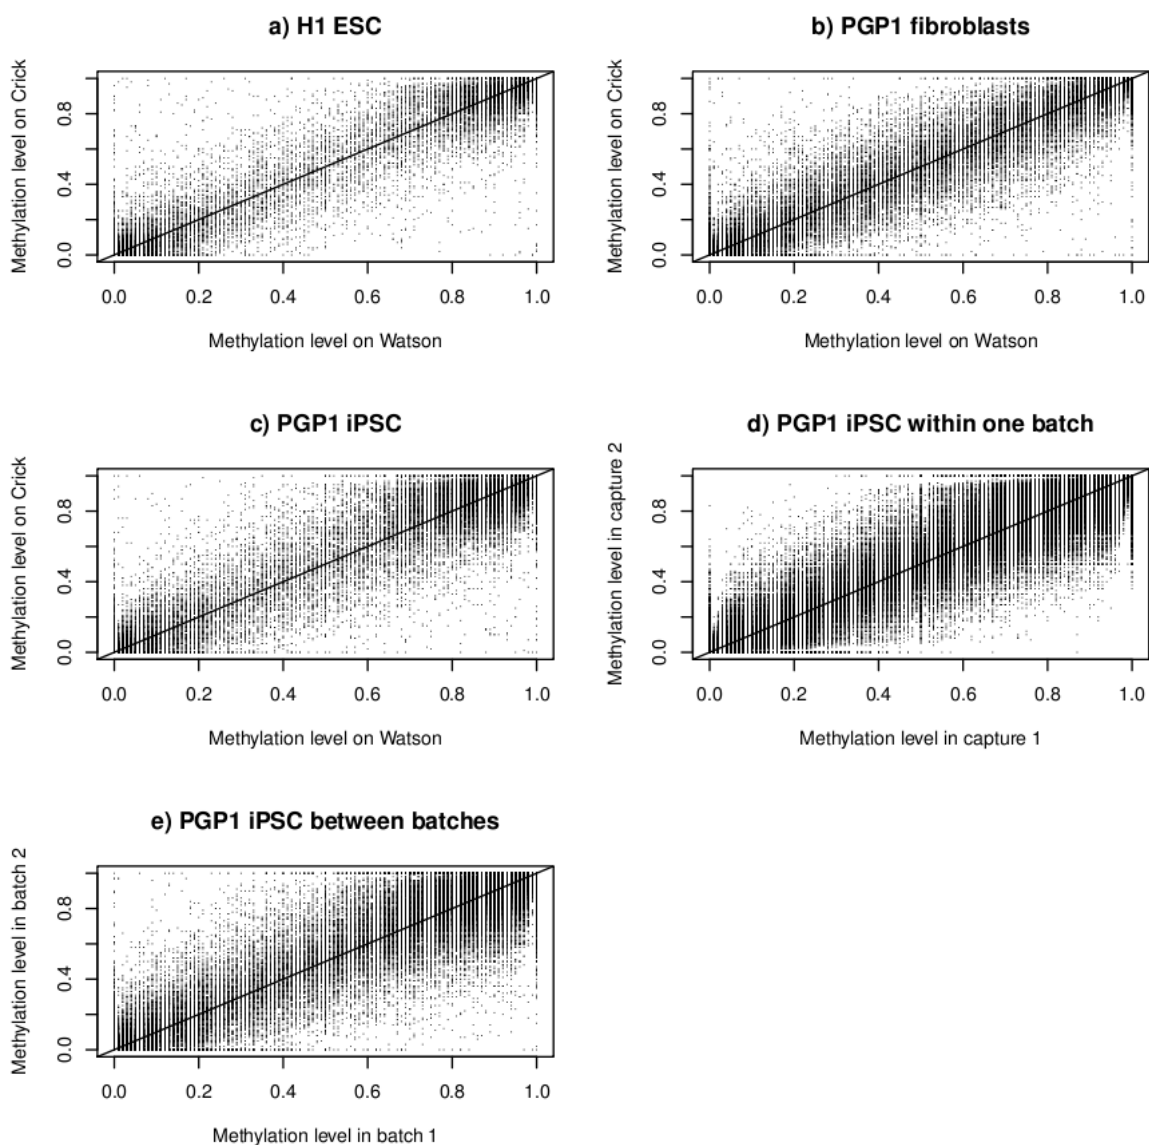 a) H1 ESC
Methylation level on Crick
0.0 0.4 0.8
0.0 0.2 0.4 0.6 0.8 1.0
Methylation level on Watson
b) PGP1 fibroblasts
Methylation level on Crick
0.0 0.4 0.8
0.0 0.2 0.4 0.6 0.8 1.0
Methylation level on Watson
c) PGP1 iPSC
Methylation level on Crick
0.0 0.4 0.8
0.0 0.2 0.4 0.6 0.8 1.0
Methylation level on Watson
d) PGP1 iPSC within one batch
Methylation level in capture 2
0.0 0.4 0.8
0.0 0.2 0.4 0.6 0.8 1.0
Methylation level in capture 1
e) PGP1 iPSC between batches
Methylation level in batch 2
0.0 0.4 0.8
0.0 0.2 0.4 0.6 0.8 1.0
Methylation level in batch 1